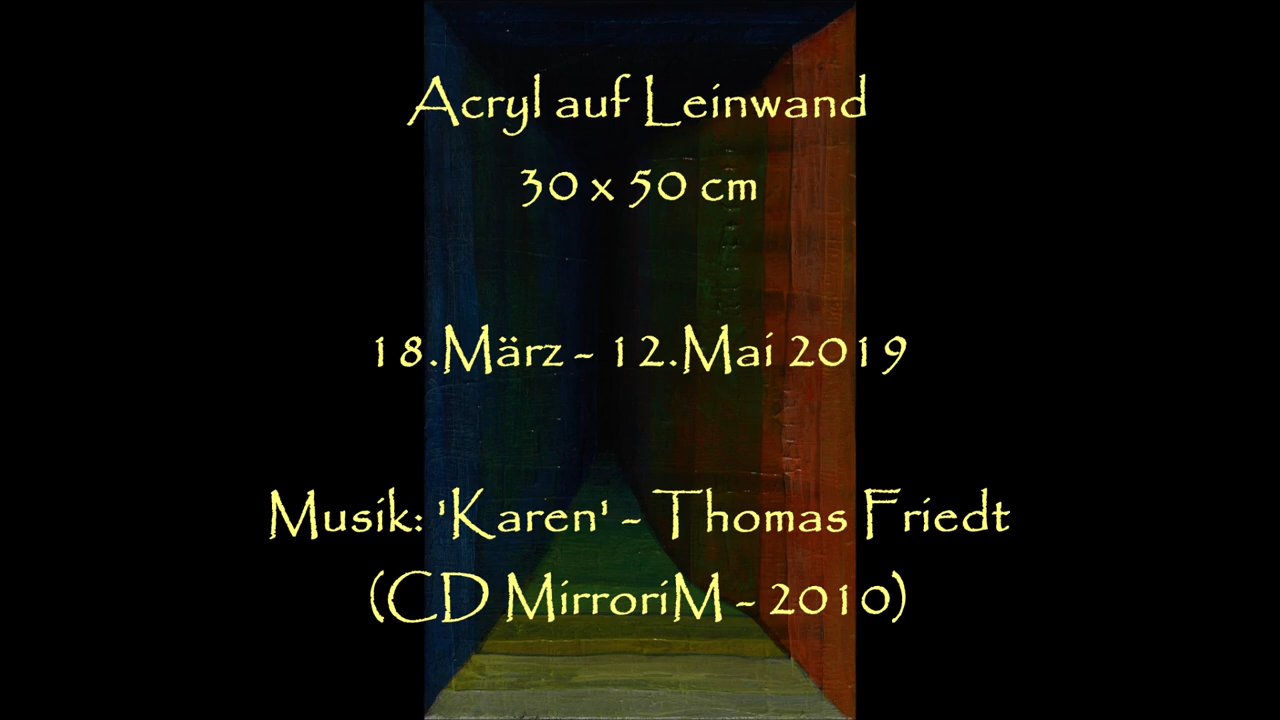 Acryl auf Leinwand
30 x 50 cm
18.März - 12.Mai 2019
Musik: 'Karen' - Thomas Friedt
(CD MirroriM - 2010)